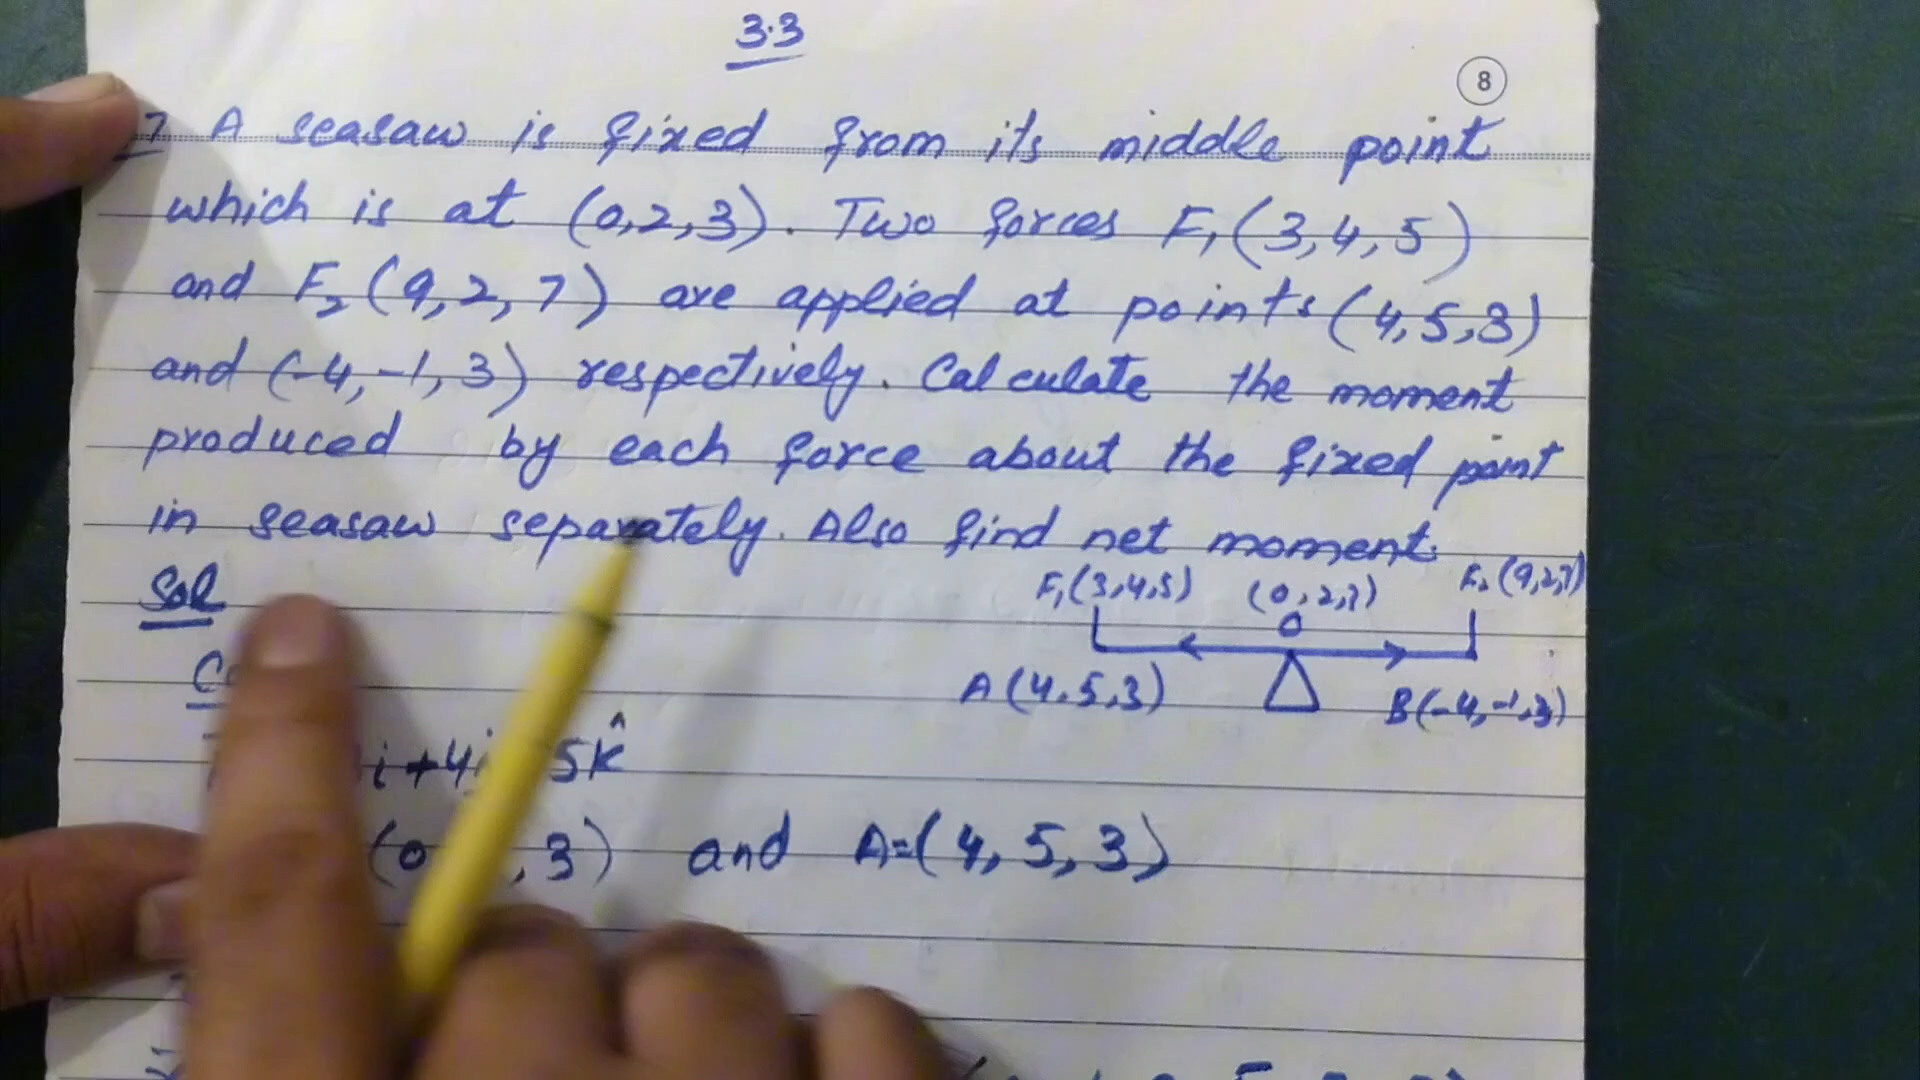 3.3
8
7 A seasaw is fixed from its middle point
which is at (0,2,3). Two forces F₁(3,4,5)
and F₂(9,2,7) are applied at points(4,5,3)
and (-4,-1,3) respectively. Calculate the moment
produced by each force about the fixed point
in seasaw separately. Also find net moment.
Sol
F₁(3,4,5) (0,2,3) F₂(9,2,7)
O
A(4,5,3) B(-4,-1,3)
i+4j 5k̂
(0 ,3) and A=(4,5,3)